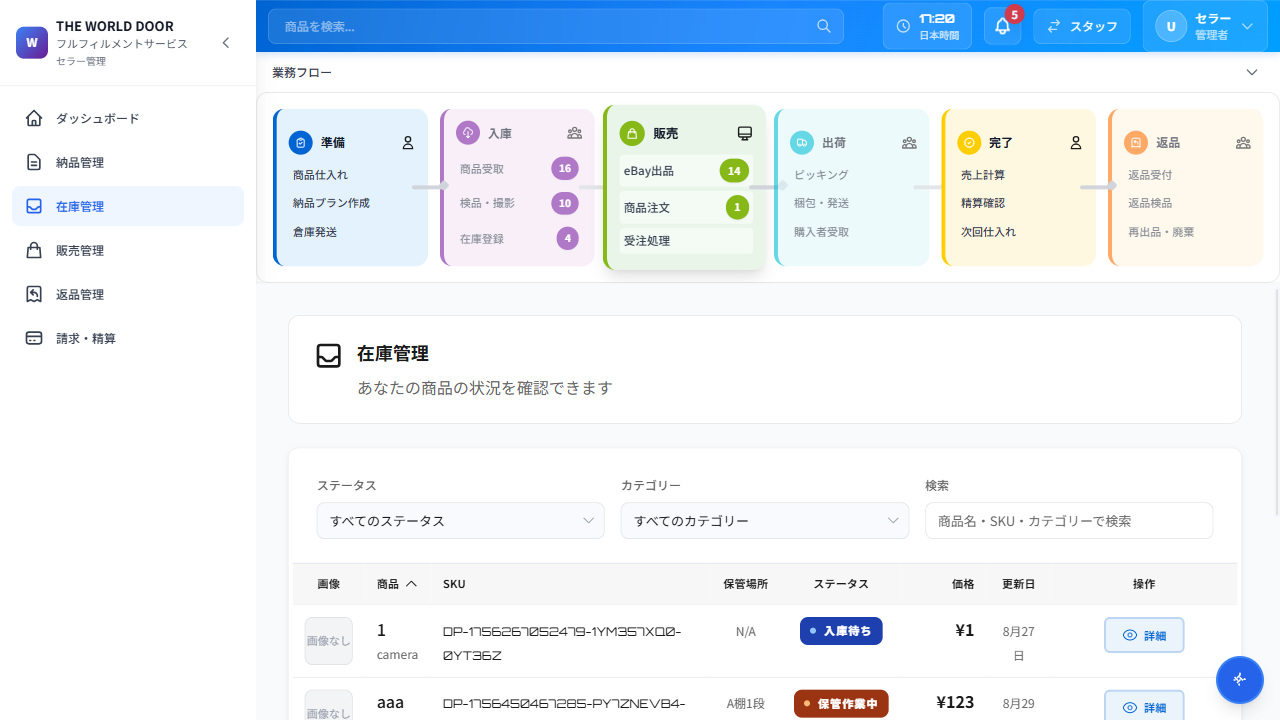 W
THE WORLD DOOR
フルフィルメントサービス
セラー管理
ダッシュボード
納品管理
在庫管理
販売管理
返品管理
請求・精算
商品を検索...
17:20
日本時間
5
スタッフ
U
セラー
管理者
業務フロー
準備
商品仕入れ
納品プラン作成
倉庫発送
入庫
商品受取
16
検品・撮影
10
在庫登録
4
販売
eBay出品
14
商品注文
1
受注処理
出荷
ピッキング
梱包・発送
購入者受取
完了
売上計算
精算確認
次回仕入れ
返品
返品受付
返品検品
再出品・廃棄
在庫管理
あなたの商品の状況を確認できます
ステータス
カテゴリー
検索
すべてのステータス
すべてのカテゴリー
商品名・SKU・カテゴリーで検索
画像 商品 SKU 保管場所 ステータス 価格 更新日 操作
画像なし
1
camera
DP-1756267052479-1YM357XD0-
0YT36Z
N/A
入庫待ち
¥1
8月27
日
詳細
画像なし
aaa
DP-1756450467285-PY7ZNEVB4-
A棚1段
保管作業中
¥123
8月29
詳細